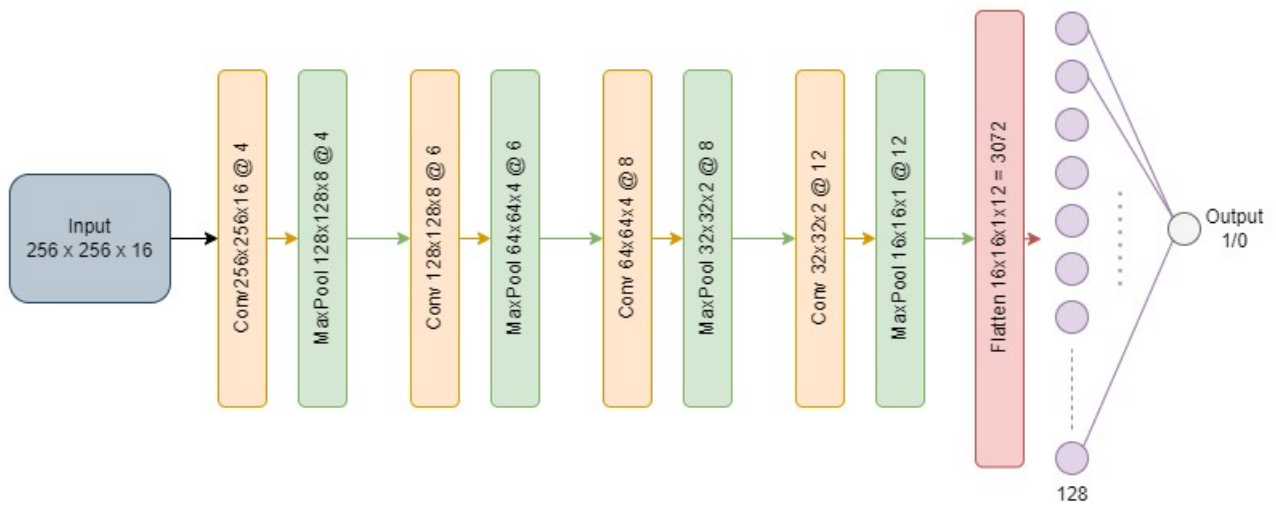 Input
256 x 256 x 16
Conv256x256x16 @ 4
MaxPool 128x128x8 @ 4
Conv 128x128x8 @ 6
MaxPool 64x64x4 @ 6
Conv 64x64x4 @ 8
MaxPool 32x32x2 @ 8
Conv 32x32x2 @ 12
MaxPool 16x16x1 @ 12
Flatten 16x16x1x12 = 3072
128
Output
1/0